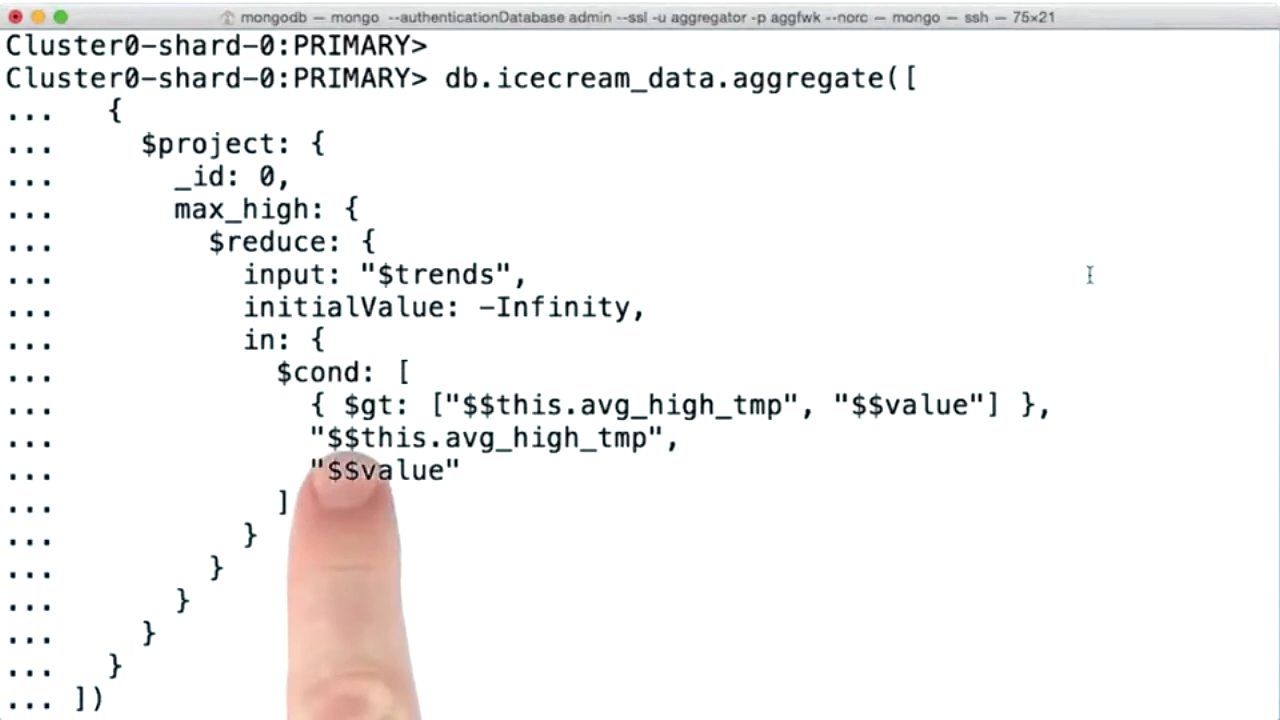 mongodb — mongo --authenticationDatabase admin --ssl -u aggregator -p aggfwk --norc — mongo — ssh — 75×21
Cluster0-shard-0:PRIMARY>
Cluster0-shard-0:PRIMARY> db.icecream_data.aggregate([
...    {
...      $project: {
...        _id: 0,
...        max_high: {
...          $reduce: {
...            input: "$trends",
...            initialValue: -Infinity,
...            in: {
...              $cond: [
...                { $gt: ["$$this.avg_high_tmp", "$$value"] },
...                "$$this.avg_high_tmp",
...                "$$value"
...              ]
...            }
...          }
...        }
...      }
...    }
... ])